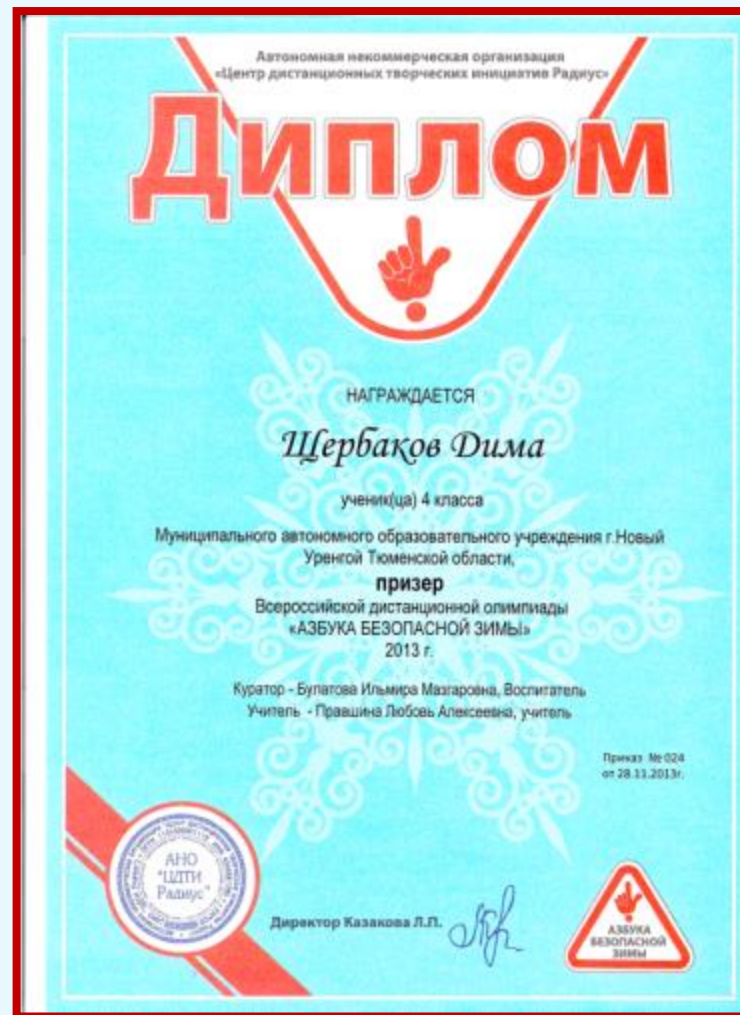 Автономная некоммерческая организация
«Центр дистанционных творческих инициатив Радиус»
Диплом
НАГРАЖДАЕТСЯ
Щербаков Дима
ученик(ца) 4 класса
Муниципального автономного образовательного учреждения г.Новый
Уренгой Тюменской области,
призер
Всероссийской дистанционной олимпиады
«АЗБУКА БЕЗОПАСНОЙ ЗИМЫ»
2013 г.
Куратор - Булатова Ильмира Мазгаровна, Воспитатель
Учитель - Правшина Любовь Алексеевна, учитель
Приказ № 024
от 28.11.2013г.
АНО
"ЦДТИ
Радиус"
Директор Казакова Л.П.
АЗБУКА
БЕЗОПАСНОЙ
ЗИМЫ